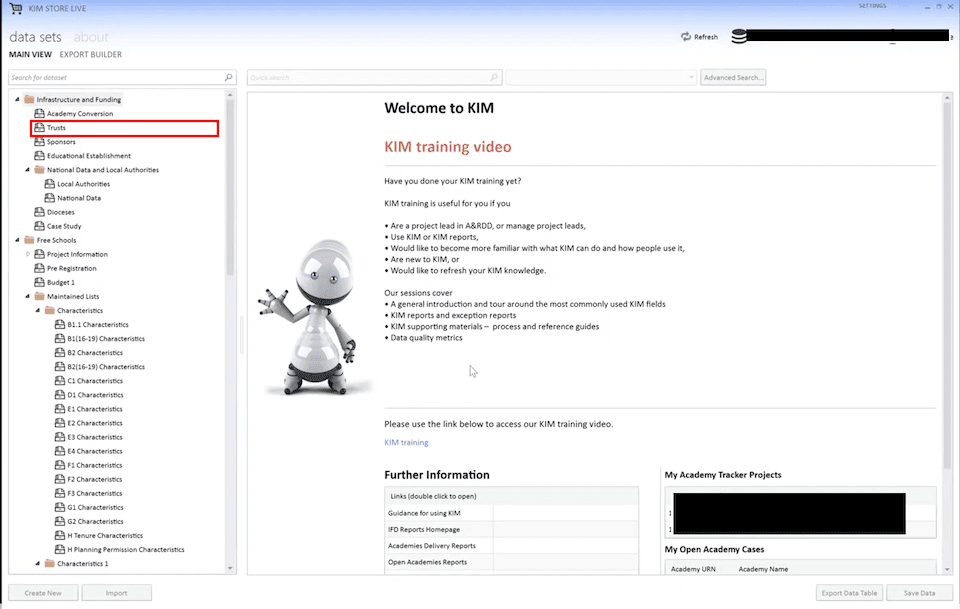 KIM STORE LIVE
SETTINGS
data sets about
Refresh
MAIN VIEW EXPORT BUILDER
Search for dataset
Quick search
Advanced Search...
Infrastructure and Funding
Academy Conversion
Trusts
Sponsors
Educational Establishment
National Data and Local Authorities
Local Authorities
National Data
Dioceses
Case Study
Free Schools
Project Information
Pre Registration
Budget 1
Maintained Lists
Characteristics
B1.1 Characteristics
B1(16-19) Characteristics
B2 Characteristics
B2(16-19) Characteristics
C1 Characteristics
D1 Characteristics
E1 Characteristics
E2 Characteristics
E3 Characteristics
E4 Characteristics
F1 Characteristics
F2 Characteristics
F3 Characteristics
G1 Characteristics
G2 Characteristics
H Tenure Characteristics
H Planning Permission Characteristics
Characteristics 1
Welcome to KIM
KIM training video
Have you done your KIM training yet?
KIM training is useful for you if you
• Are a project lead in A&RDD, or manage project leads,
• Use KIM or KIM reports,
• Would like to become more familiar with what KIM can do and how people use it,
• Are new to KIM, or
• Would like to refresh your KIM knowledge.
Our sessions cover
• A general introduction and tour around the most commonly used KIM fields
• KIM reports and exception reports
• KIM supporting materials – process and reference guides
• Data quality metrics
Please use the link below to access our KIM training video.
KIM training
Further Information
Links (double click to open)
Guidance for using KIM
IFD Reports Homepage
Academies Delivery Reports
Open Academies Reports
My Academy Tracker Projects
1
1
My Open Academy Cases
Academy URN Academy Name
Create New
Import
Export Data Table
Save Data